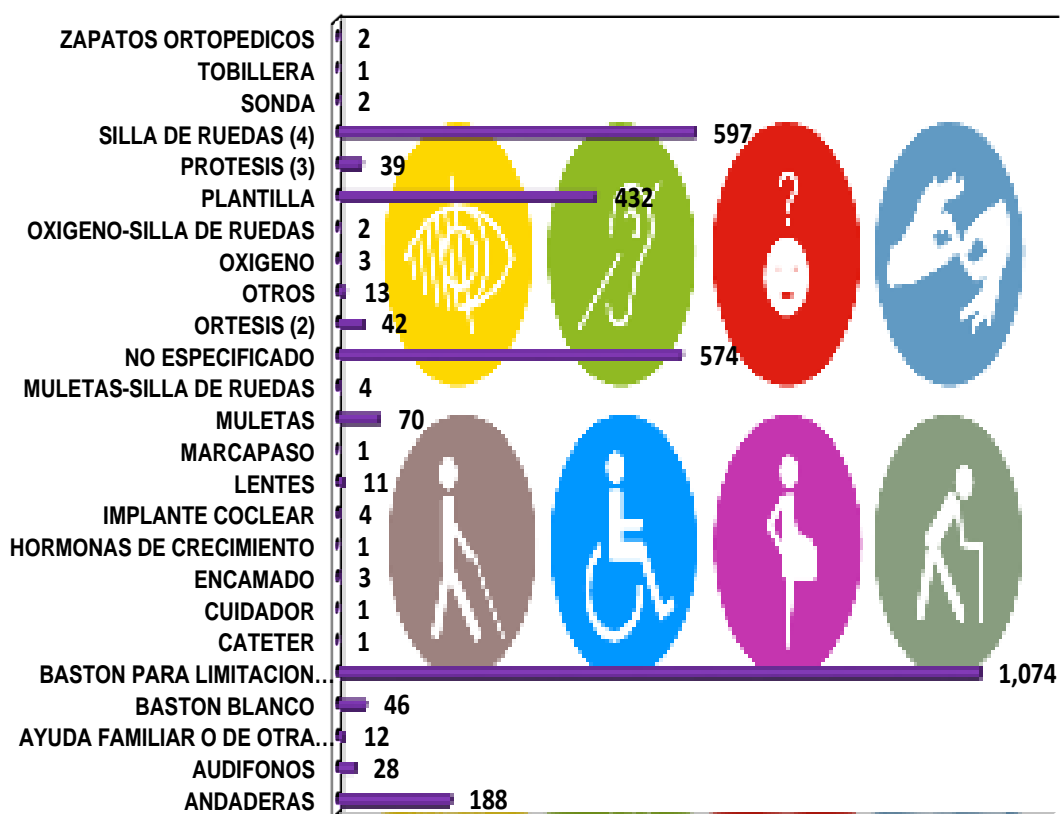 ZAPATOS ORTOPEDICOS 2
TOBILLERA 1
SONDA 2
SILLA DE RUEDAS (4) 597
PROTESIS (3) 39
PLANTILLA 432
OXIGENO-SILLA DE RUEDAS 2
OXIGENO 3
OTROS 13
ORTESIS (2) 42
NO ESPECIFICADO 574
MULETAS-SILLA DE RUEDAS 4
MULETAS 70
MARCAPASO 1
LENTES 11
IMPLANTE COCLEAR 4
HORMONAS DE CRECIMIENTO 1
ENCAMADO 3
CUIDADOR 1
CATETER 1
BASTON PARA LIMITACION… 1,074
BASTON BLANCO 46
AYUDA FAMILIAR O DE OTRA… 12
AUDIFONOS 28
ANDADERAS 188
?